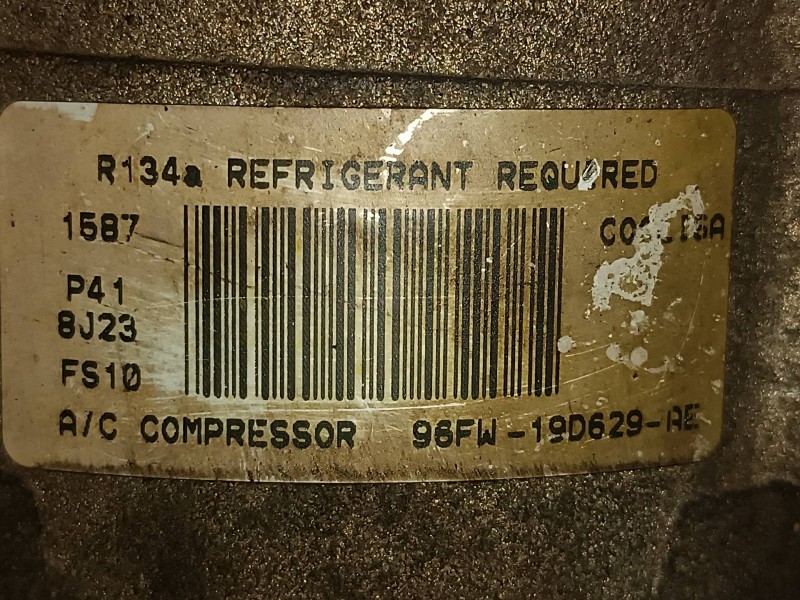 R134a REFRIGERANT REQUIRED
1587
P41
8J23
FS10
A/C COMPRESSOR 96FW-19D629-AE